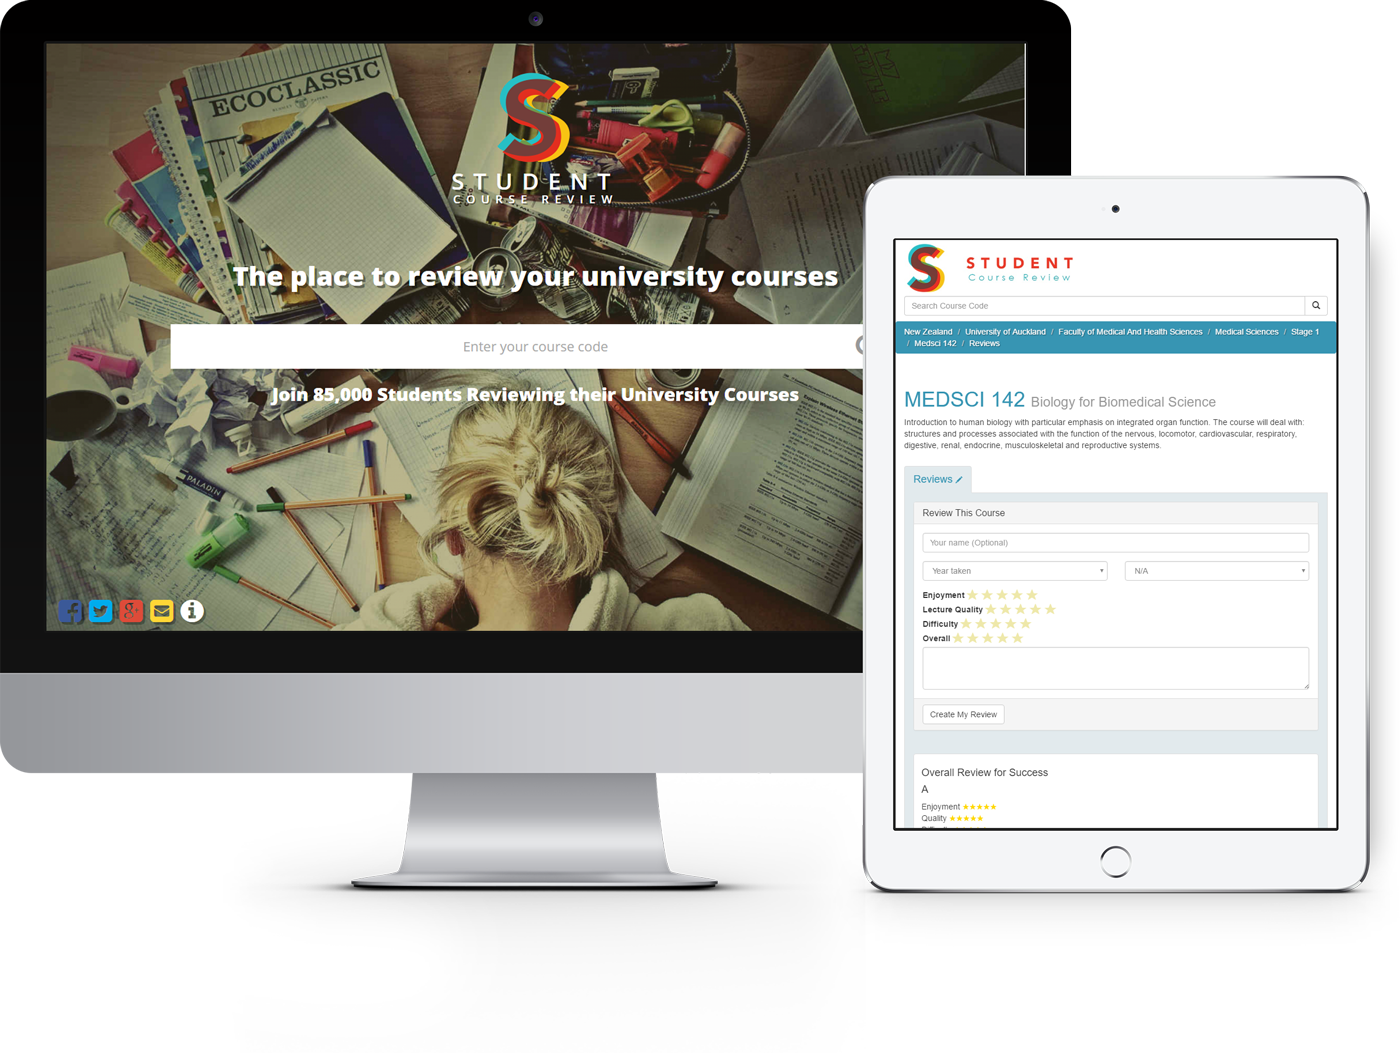 ECOCLASSIC
STUDENT
COURSE REVIEW
The place to review your university courses
Enter your course code
Join 85,000 Students Reviewing their University Courses
PALADIN
STUDENT
Course Review
Search Course Code
New Zealand / University of Auckland / Faculty of Medical And Health Sciences / Medical Sciences / Stage 1
/ Medsci 142 / Reviews
MEDSCI 142 Biology for Biomedical Science
Introduction to human biology with particular emphasis on integrated organ function. The course will deal with:
structures and processes associated with the function of the nervous, locomotor, cardiovascular, respiratory,
digestive, renal, endocrine, musculoskeletal and reproductive systems.
Reviews
Review This Course
Your name (Optional)
Year taken N/A
Enjoyment
Lecture Quality
Difficulty
Overall
Create My Review
Overall Review for Success
A
Enjoyment
Quality